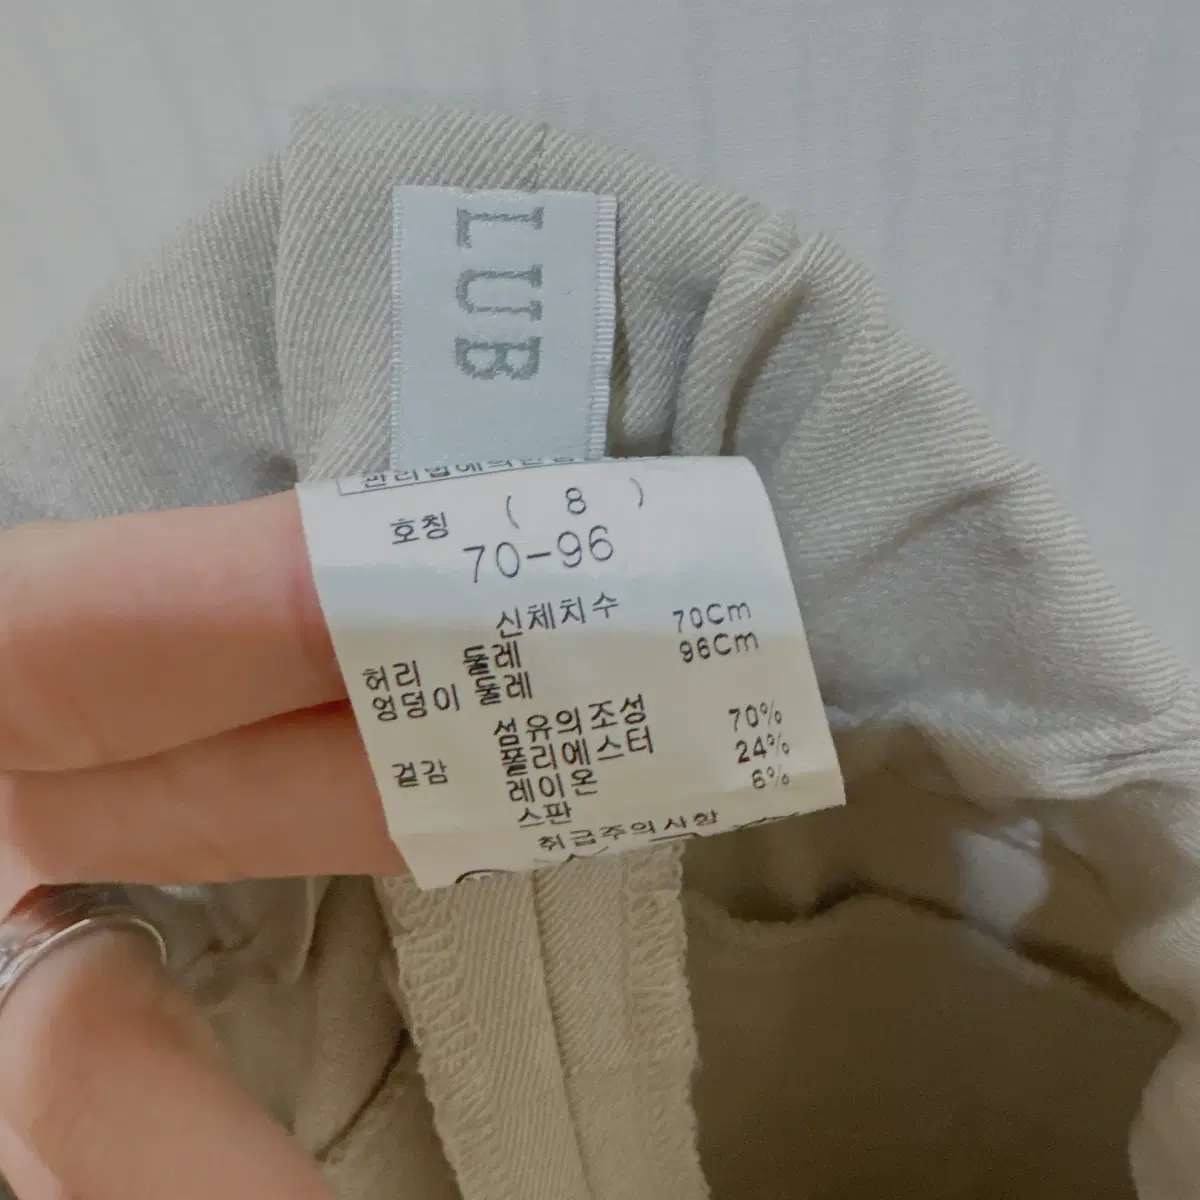 LUB
호칭 ( 8 )
70-96
신체치수
허리 둘레 70Cm
엉덩이 둘레 96Cm
섬유의조성
겉감 폴리에스터 70%
레이온 24%
스판 6%
취급주의사항